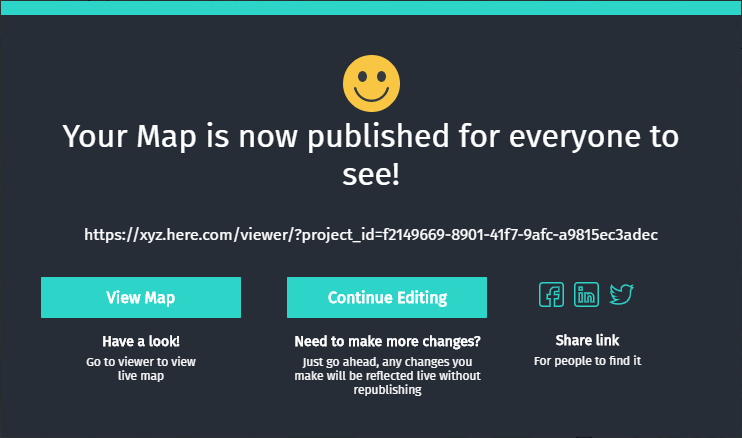 Your Map is now published for everyone to
see!
https://xyz.here.com/viewer/?project_id=f2149669-8901-41f7-9afc-a9815ec3adec
View Map
Have a look!
Go to viewer to view
live map
Continue Editing
Need to make more changes?
Just go ahead, any changes you
make will be reflected live without
republishing
Share link
For people to find it